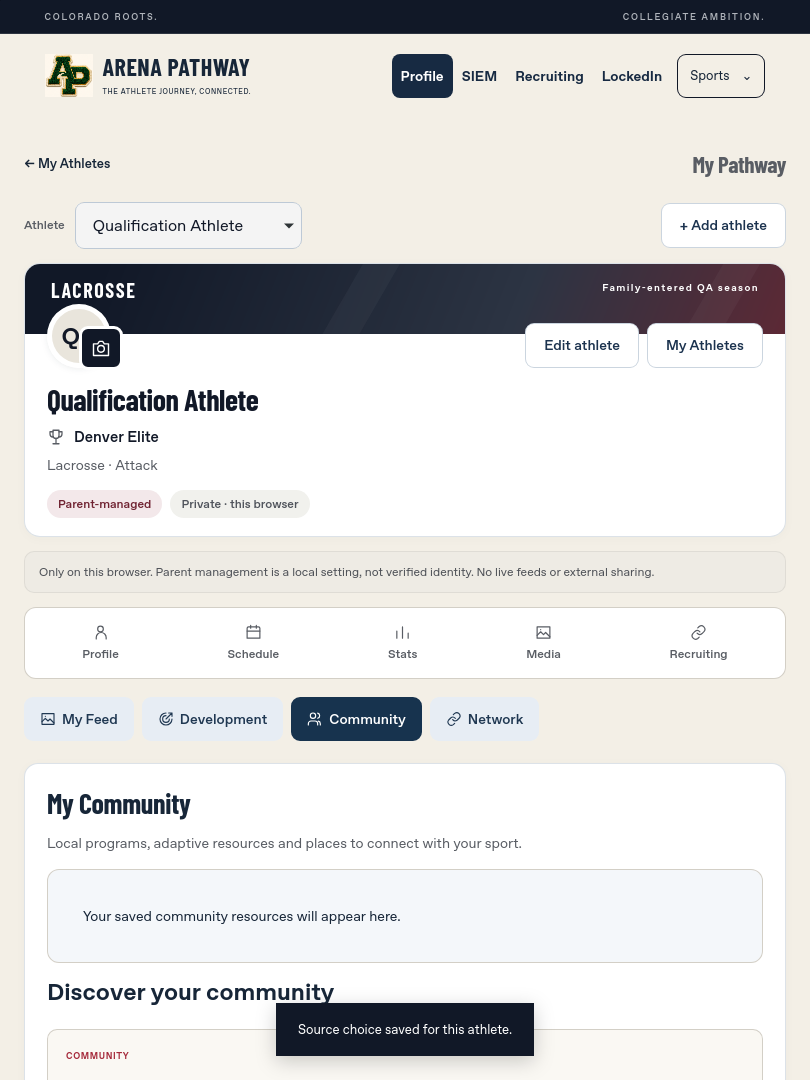 COLORADO ROOTS.
COLLEGIATE AMBITION.
AP
ARENA PATHWAY
THE ATHLETE JOURNEY, CONNECTED.
Profile
SIEM
Recruiting
LockedIn
Sports
← My Athletes
My Pathway
Athlete
Qualification Athlete
+ Add athlete
LACROSSE
Family-entered QA season
Q
Edit athlete
My Athletes
Qualification Athlete
Denver Elite
Lacrosse · Attack
Parent-managed
Private · this browser
Only on this browser. Parent management is a local setting, not verified identity. No live feeds or external sharing.
Profile
Schedule
Stats
Media
Recruiting
My Feed
Development
Community
Network
My Community
Local programs, adaptive resources and places to connect with your sport.
Your saved community resources will appear here.
Discover your community
Source choice saved for this athlete.
COMMUNITY